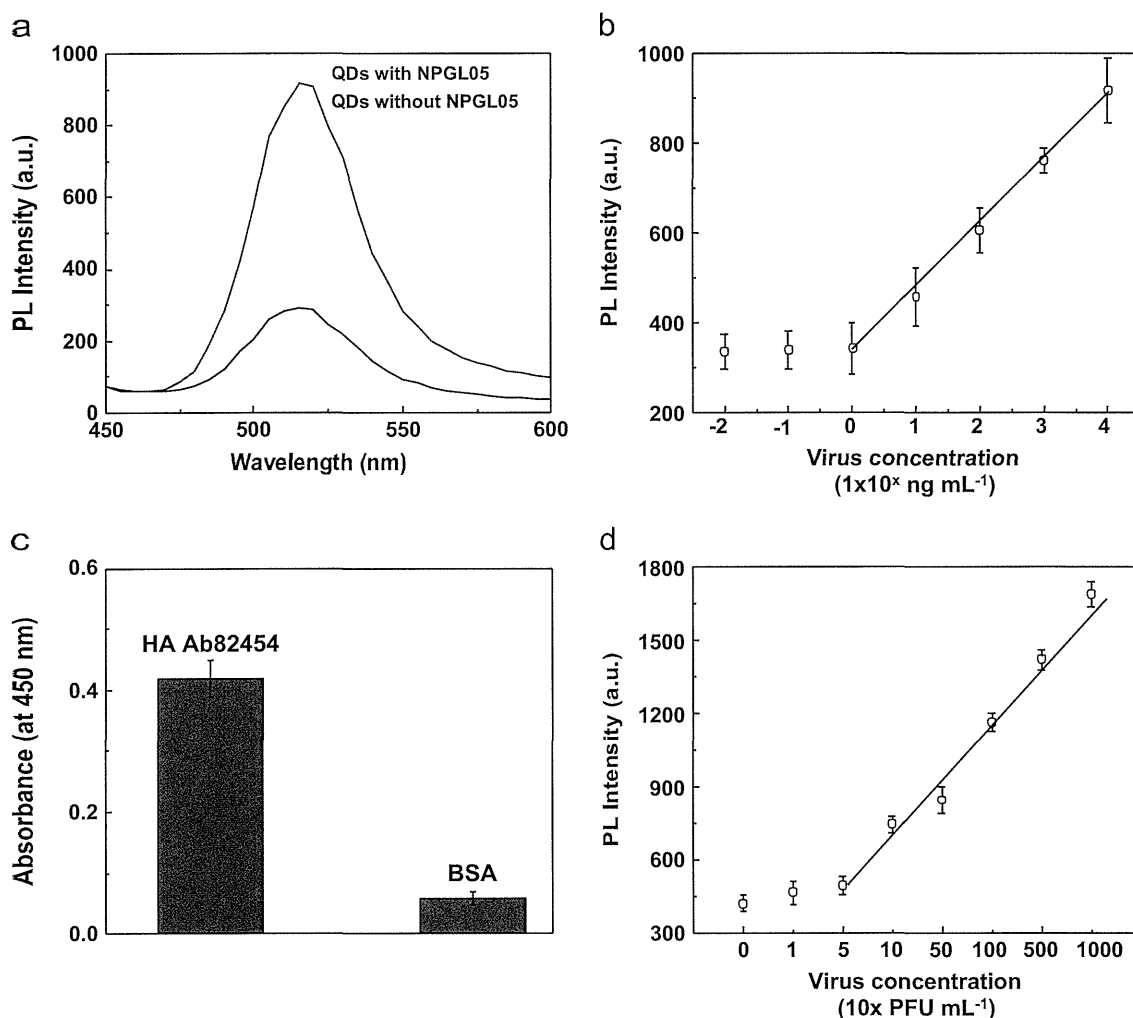 a
1000
800
600
400
200
0
PL Intensity (a.u.)
QDs with NPGL05
QDs without NPGL05
450
500
550
600
Wavelength (nm)
b
1000
800
600
400
200
PL Intensity (a.u.)
-2
-1
0
1
2
3
4
Virus concentration
(1x10ˣ ng mL⁻¹)
c
0.6
0.4
0.2
0.0
Absorbance (at 450 nm)
HA Ab82454
BSA
d
1800
1500
1200
900
600
300
PL Intensity (a.u.)
0
1
5
10
50
100
500
1000
Virus concentration
(10x PFU mL⁻¹)